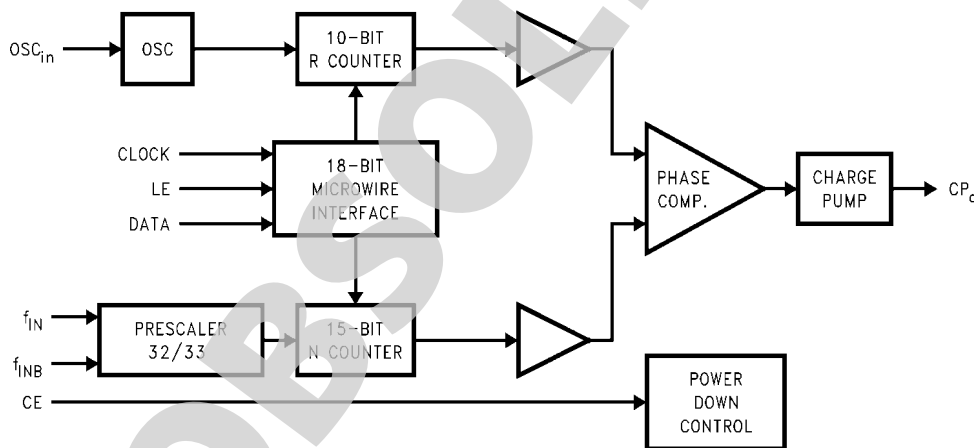 OSCin
OSC
10-BIT
R COUNTER
CLOCK
LE
DATA
18-BIT
MICROWIRE
INTERFACE
PHASE
COMP.
CHARGE
PUMP
fIN
fINB
PRESCALER
32/33
15-BIT
N COUNTER
CE
POWER
DOWN
CONTROL